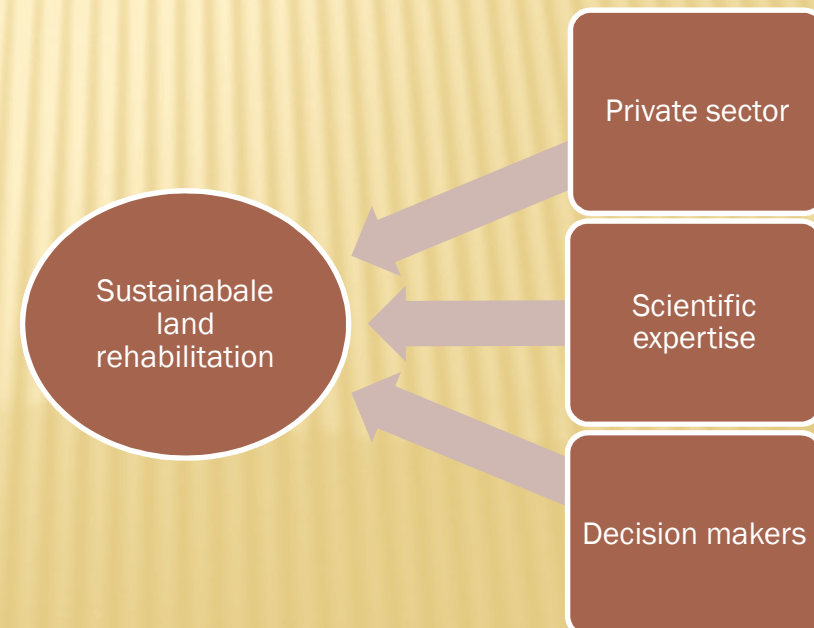 Private sector
Sustainabale
land
rehabilitation
Scientific
expertise
Decision makers